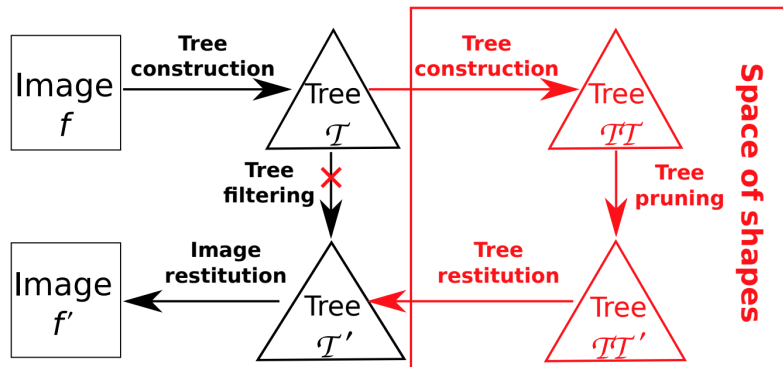 Image
f
Tree
construction
Tree
𝒯
Tree
construction
Tree
𝒯𝒯
Space of shapes
Tree
filtering
Tree
pruning
Image
f'
Image
restitution
Tree
𝒯'
Tree
restitution
Tree
𝒯𝒯'